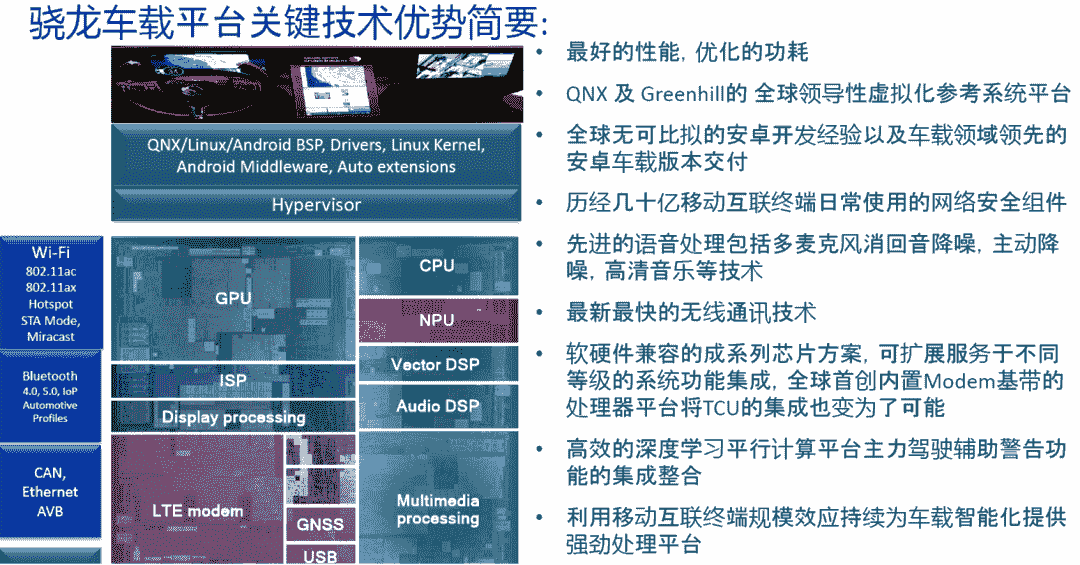 骁龙车载平台关键技术优势简要:
QNX/Linux/Android BSP, Drivers, Linux Kernel,
Android Middleware, Auto extensions
Hypervisor
Wi-Fi
802.11ac
802.11ax
Hotspot
STA Mode,
Miracast
Bluetooth
4.0, 5.0, IoP
Automotive
Profiles
CAN,
Ethernet
AVB
GPU
ISP
Display processing
LTE modem
GNSS
USB
CPU
NPU
Vector DSP
Audio DSP
Multimedia
processing
• 最好的性能, 优化的功耗
• QNX 及 Greenhill的 全球领导性虚拟化参考系统平台
• 全球无可比拟的安卓开发经验以及车载领域领先的
安卓车载版本交付
• 历经几十亿移动互联终端日常使用的网络安全组件
• 先进的语音处理包括多麦克风消回音降噪, 主动降
噪, 高清音乐等技术
• 最新最快的无线通讯技术
• 软硬件兼容的成系列芯片方案, 可扩展服务于不同
等级的系统功能集成, 全球首创内置Modem基带的
处理器平台将TCU的集成也变为了可能
• 高效的深度学习平行计算平台主力驾驶辅助警告功
能的集成整合
• 利用移动互联终端规模效应持续为车载智能化提供
强劲处理平台